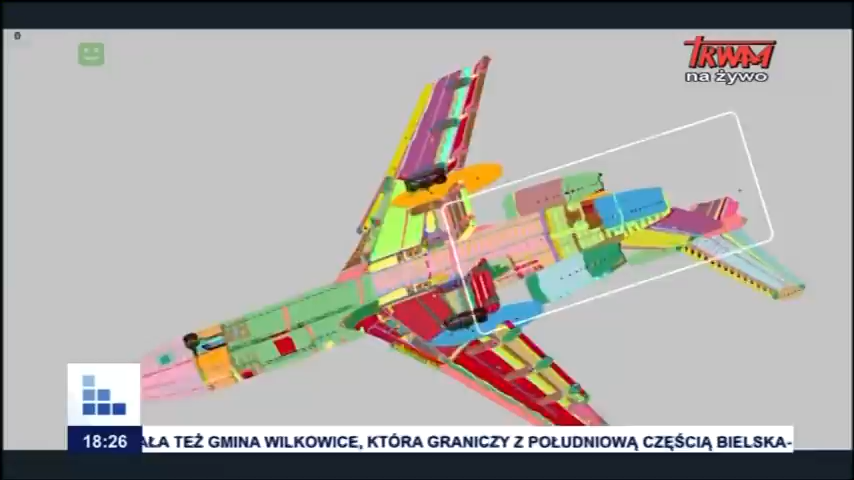 TRWAM
na żywo
18:26
AŁA TEŻ GMINA WILKOWICE, KTÓRA GRANICZY Z POŁUDNIOWĄ CZĘŚCIĄ BIELSKA-